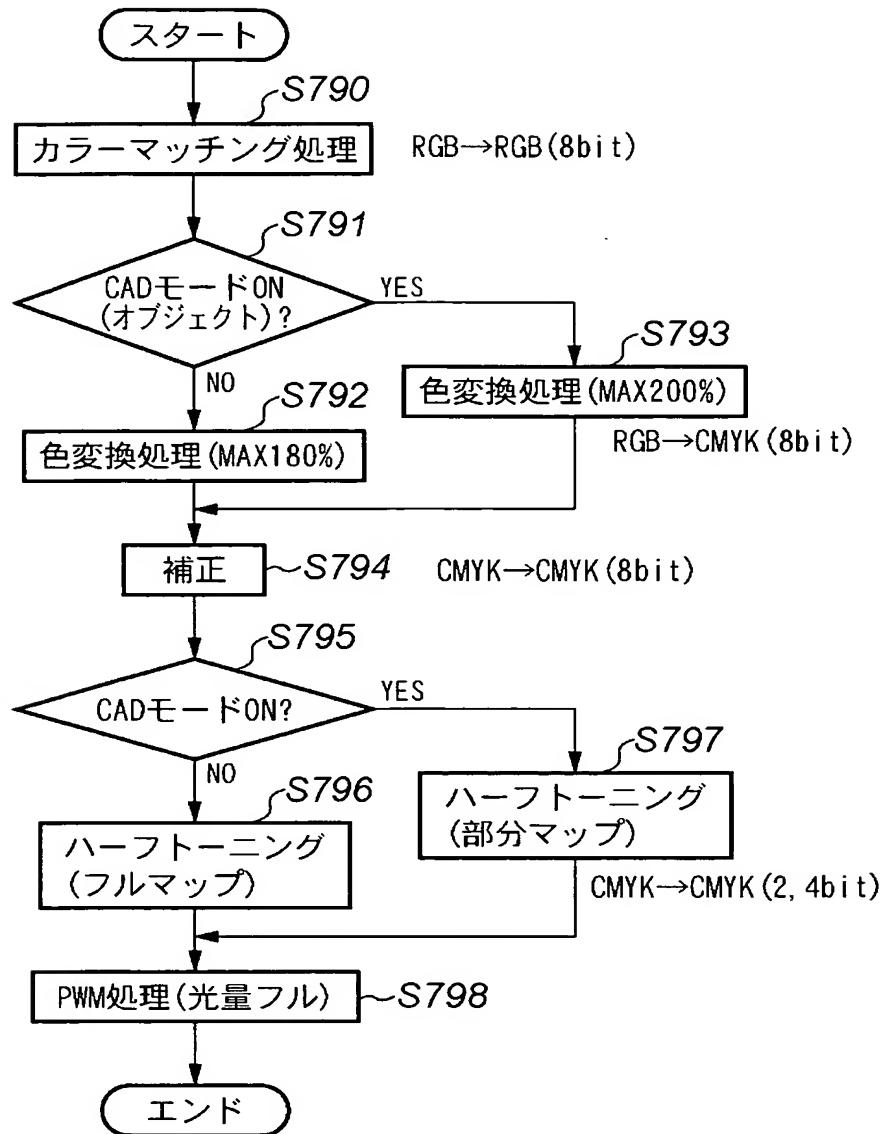 スタート
S790
カラーマッチング処理
RGB→RGB(8bit)
S791
CADモードON
(オブジェクト)?
YES
NO
S793
色変換処理(MAX200%)
RGB→CMYK(8bit)
S792
色変換処理(MAX180%)
補正
S794
CMYK→CMYK(8bit)
S795
CADモードON?
YES
NO
S797
ハーフトーニング
(部分マップ)
CMYK→CMYK(2,4bit)
S796
ハーフトーニング
(フルマップ)
PWM処理(光量フル)
S798
エンド